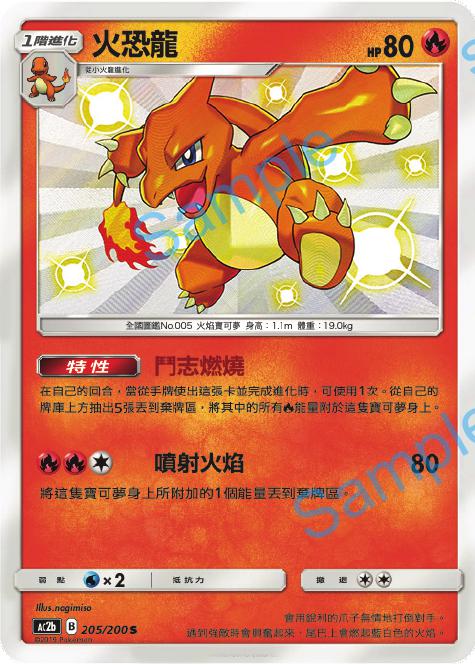 1階進化
火恐龍
HP 80
從小火龍進化
Sample
全國圖鑑No.005 火焰寶可夢 身高：1.1m 體重：19.0kg
特性 鬥志燃燒
在自己的回合，當從手牌使出這張卡並完成進化時，可使用1次。從自己的
牌庫上方抽出5張丟到棄牌區，將其中的所有能量附於這隻寶可夢身上。
噴射火焰 80
將這隻寶可夢身上所附加的1個能量丟到棄牌區。
Sample
弱點 ×2 抵抗力 撤退
Illus.nagimiso
AC2b B 205/200 S
©2019 Pokémon
會用銳利的爪子無情地打倒對手。
遇到強敵時會興奮起來，尾巴上會燃起藍白色的火焰。